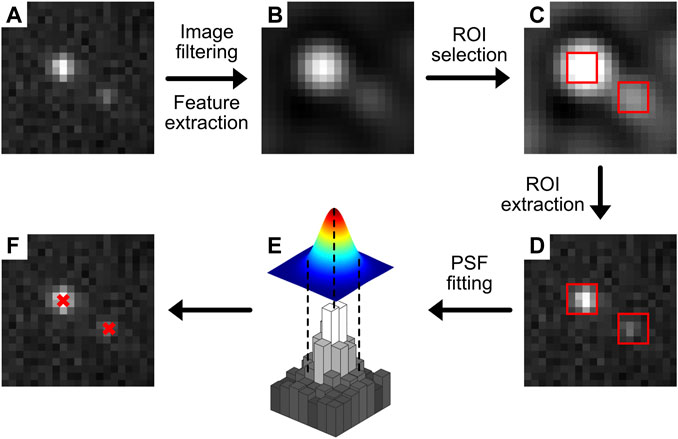 A
Image
filtering
Feature
extraction
B
ROI
selection
C
ROI
extraction
D
PSF
fitting
E
F